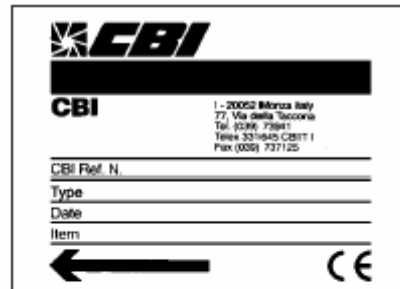 CBI
CBI
I - 20052 Monza Italy
77, Via della Taccona
Tel. (039) 73941
Telex 331645 CBIIT I
Fax (039) 737125
CBI Ref. N.
Type
Date
Item
CE